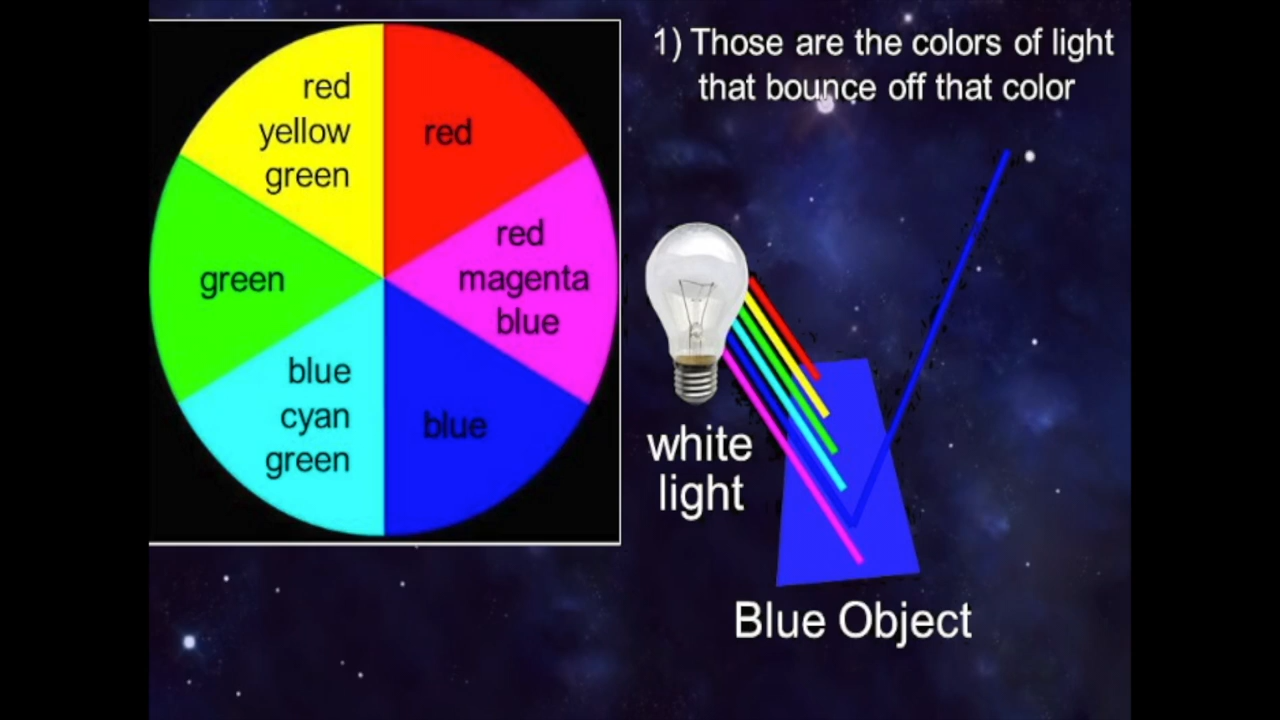 red
yellow
green
red
red
magenta
blue
green
blue
cyan
green
blue
1) Those are the colors of light
that bounce off that color
white
light
Blue Object